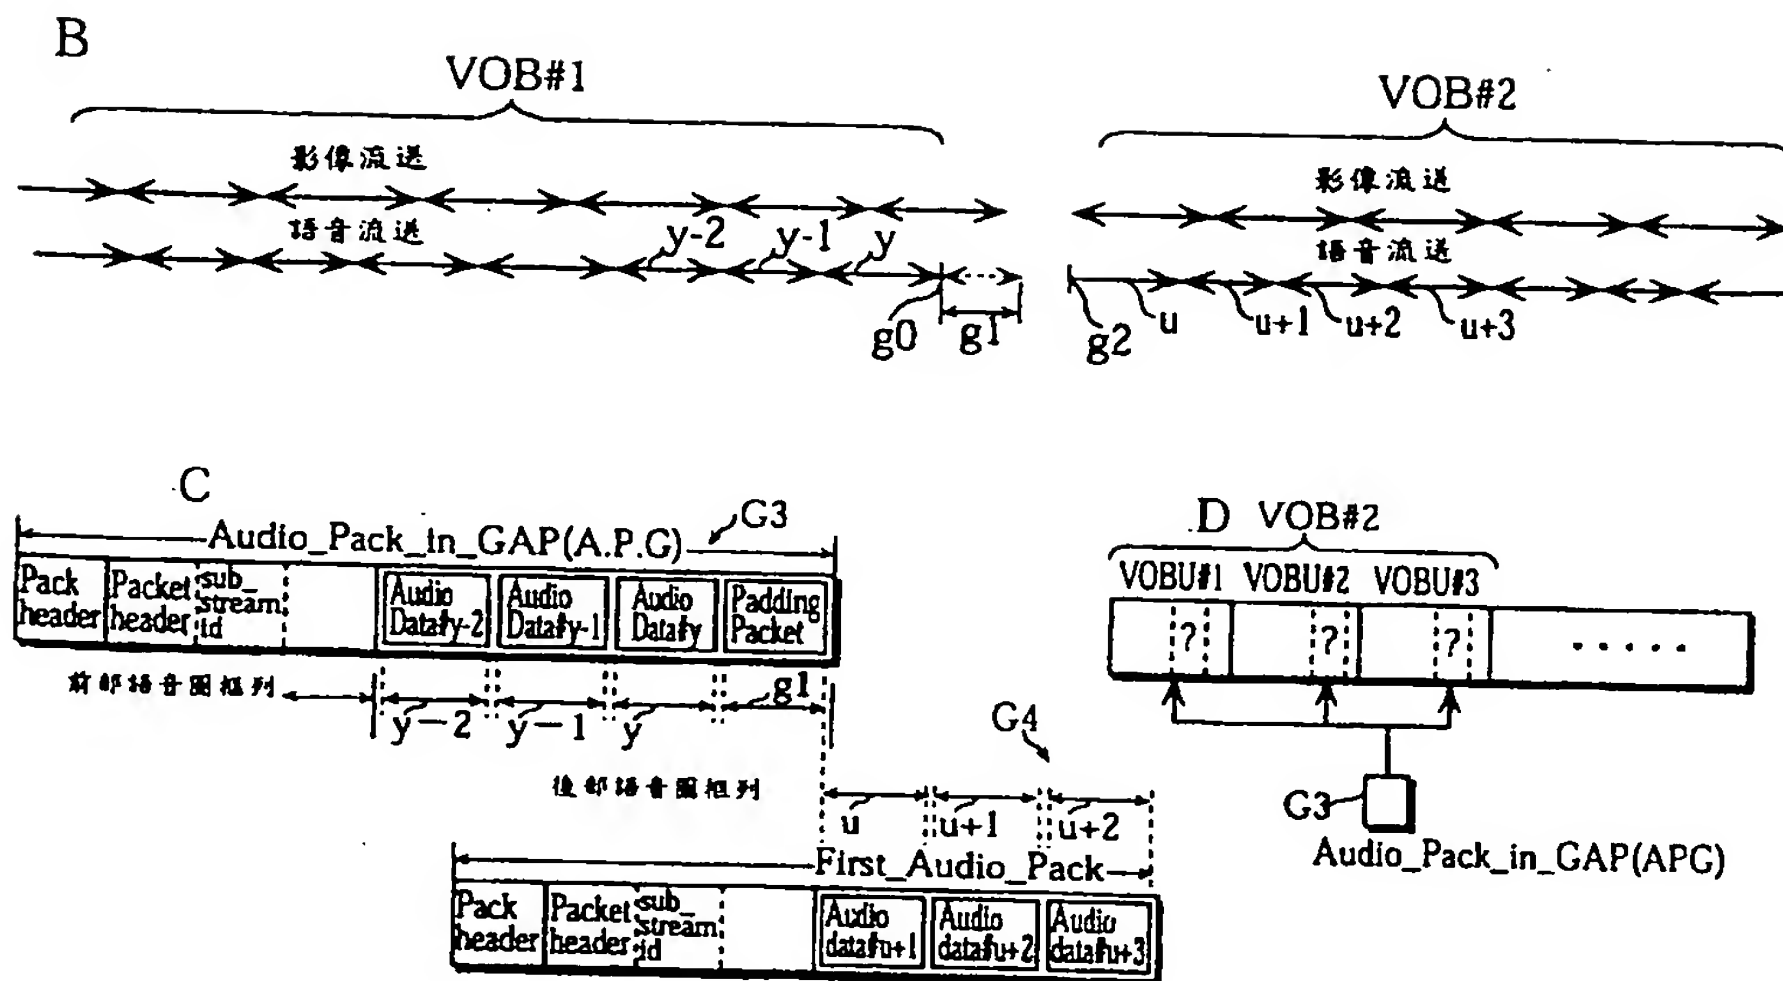 B
VOB#1
VOB#2
影像流送
影像流送
語音流送
語音流送
y-2
y-1
y
g0
g1
g2
u
u+1
u+2
u+3
C
Audio_Pack_in_GAP(A.P.G)
G3
Pack header
Packet header
sub_stream id
Audio Data#y-2
Audio Data#y-1
Audio Data#y
Padding Packet
前部語音圖框列
y-2
y-1
y
g1
後部語音圖框列
G4
u
u+1
u+2
First_Audio_Pack
Pack header
Packet header
sub_stream id
Audio data#u+1
Audio data#u+2
Audio data#u+3
D
VOB#2
VOBU#1
VOBU#2
VOBU#3
?
?
?
.....
G3
Audio_Pack_in_GAP(APG)